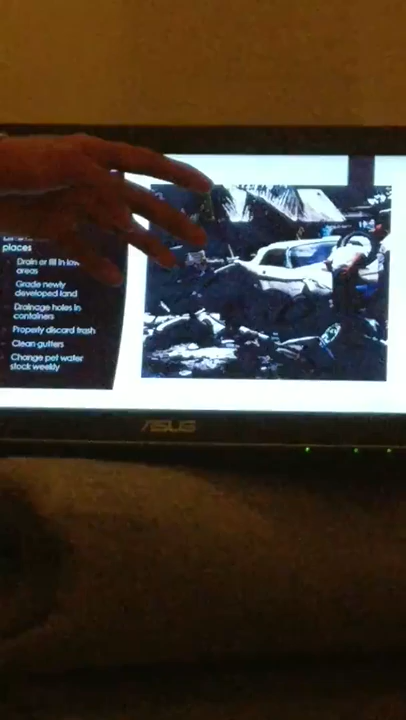 places
Drain or fill in low
areas
Grade newly
developed land
Drainage holes in
containers
Properly discard trash
Clean gutters
Change pet water
stock weekly
ASUS